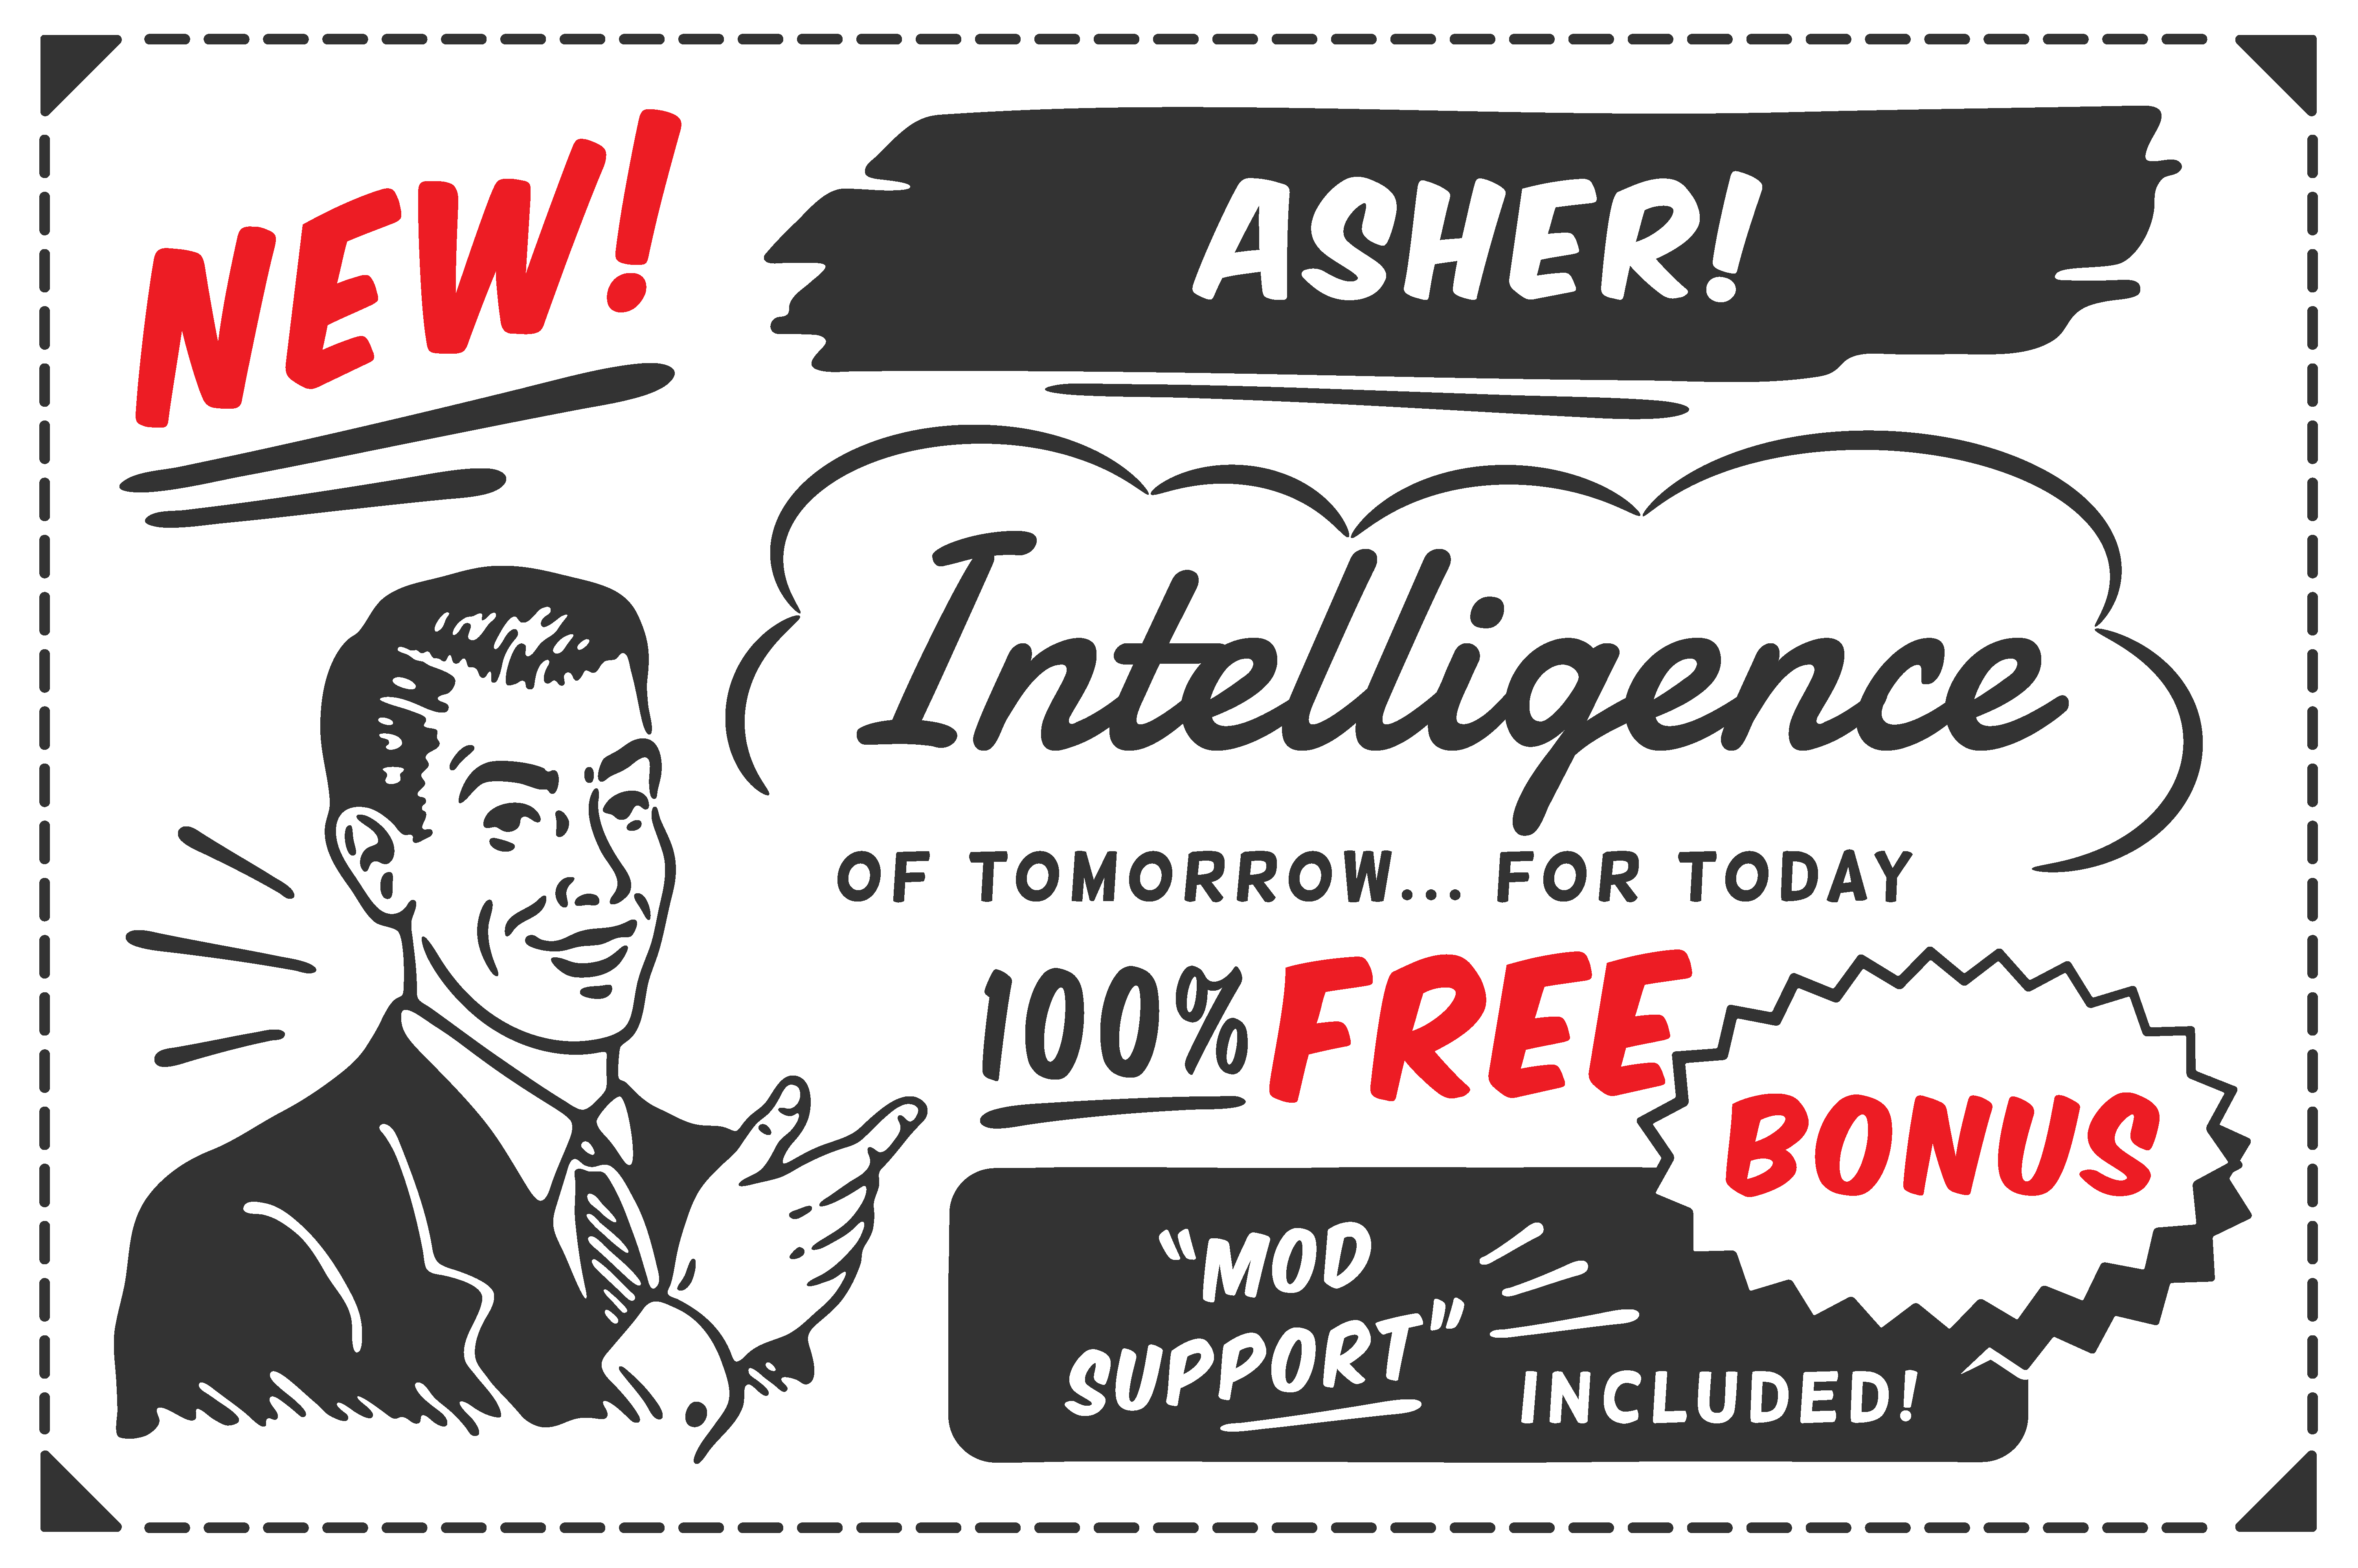 NEW!
ASHER!
Intelligence
OF TOMORROW... FOR TODAY
100% FREE
BONUS
"MOD
SUPPORT"
INCLUDED!